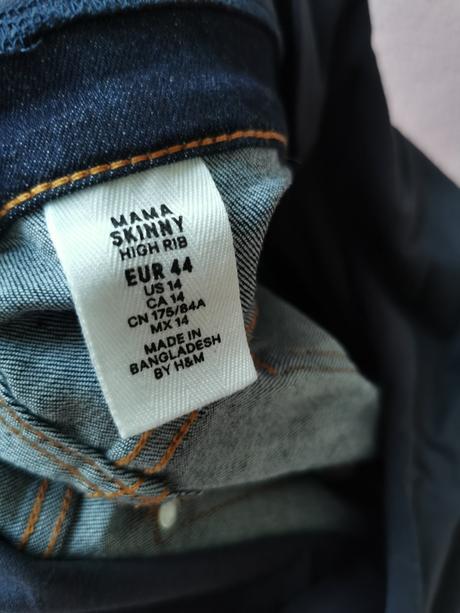 MAMA
SKINNY
HIGH RIB
EUR 44
US 14
CA 14
CN 175/84A
MX 14
MADE IN
BANGLADESH
BY H&M